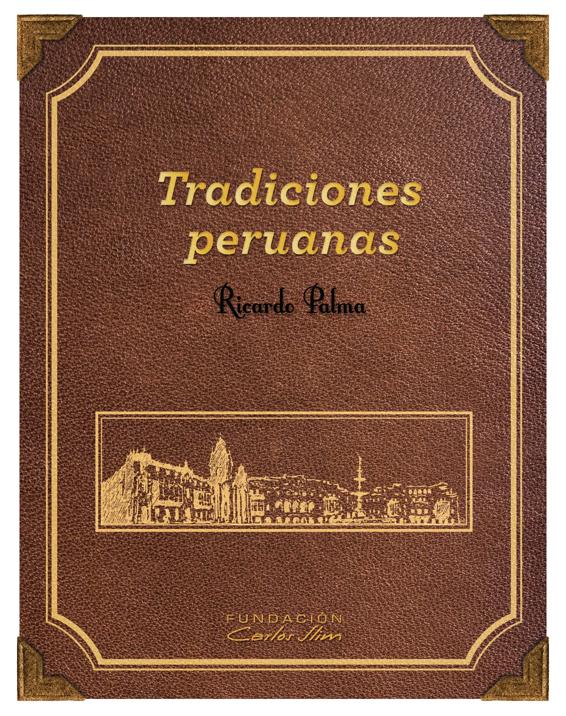 Tradiciones
peruanas
Ricardo Palma
FUNDACIÓN
Carlos Slim